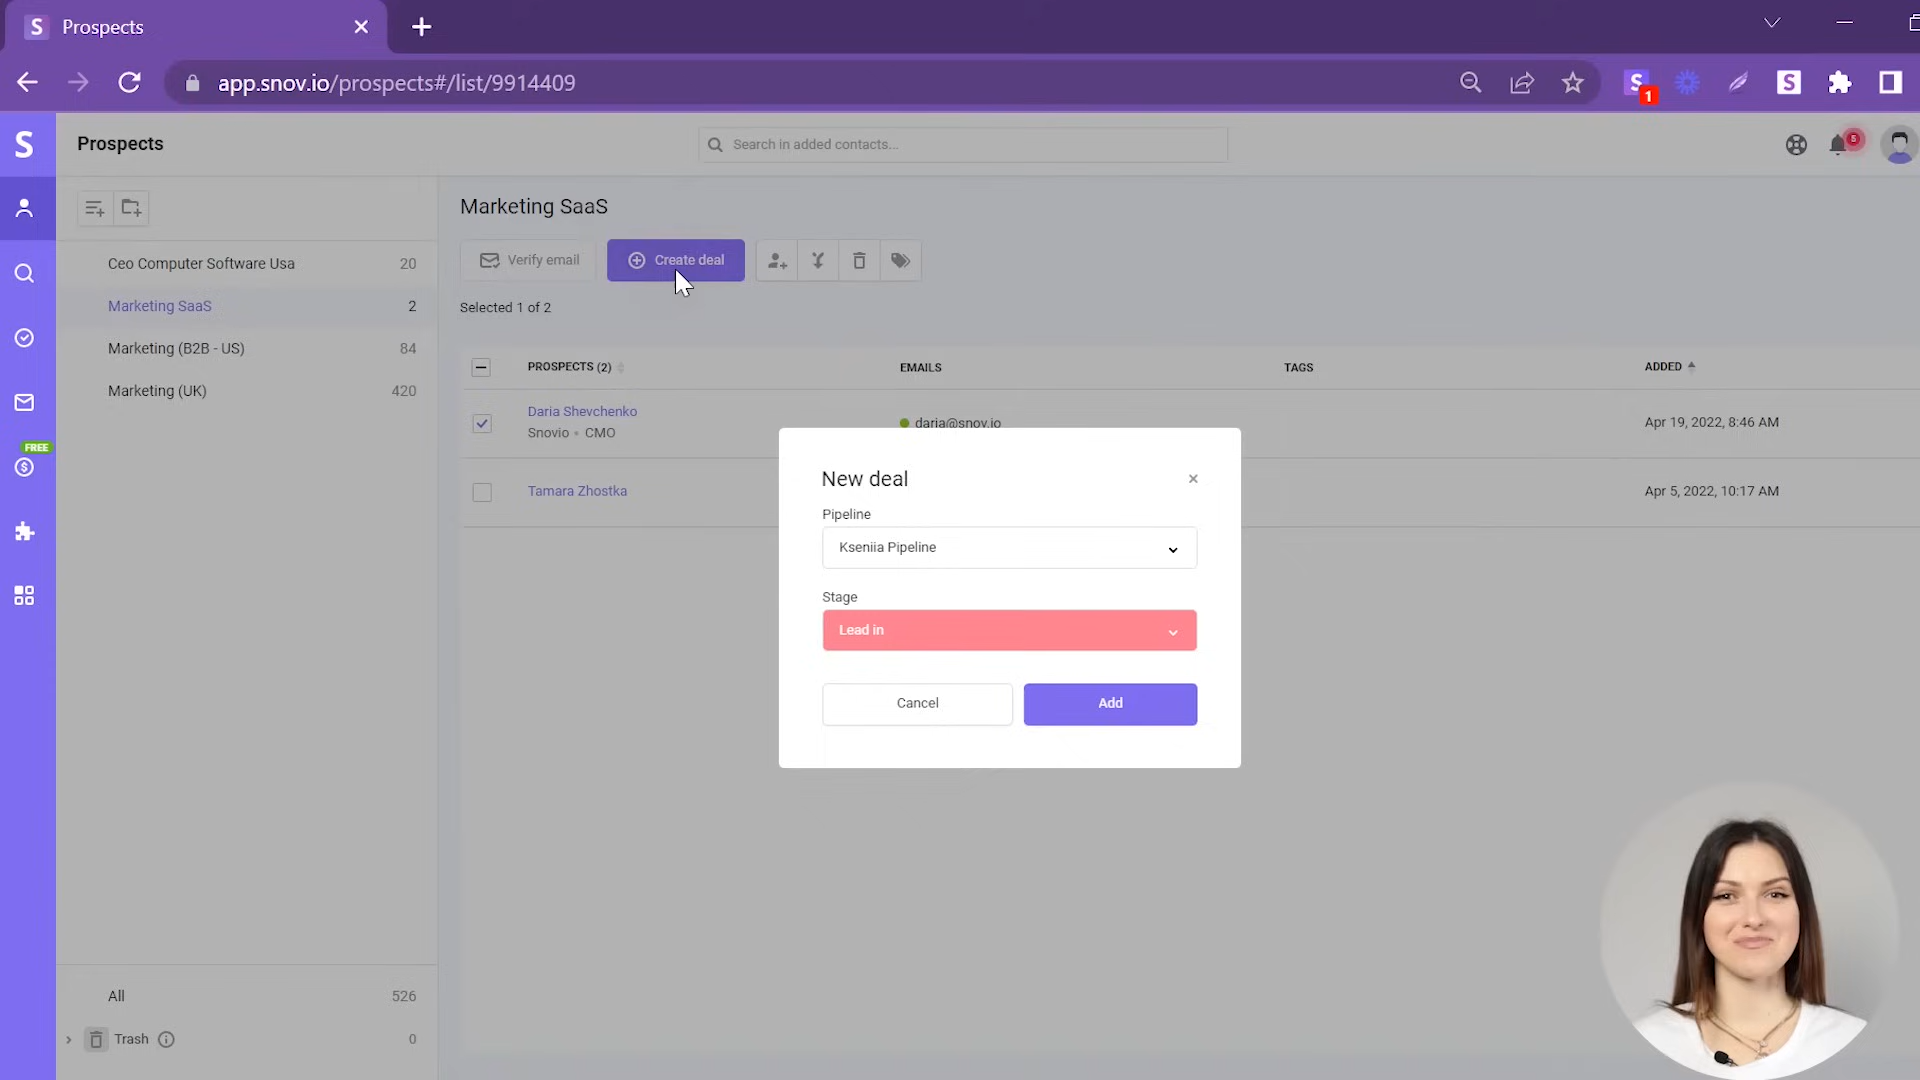 S Prospects
app.snov.io/prospects#/list/9914409
S
1
S
S
Prospects
Search in added contacts...
5
Marketing SaaS
Verify email
Create deal
Selected 1 of 2
Ceo Computer Software Usa 20
Marketing SaaS 2
Marketing (B2B - US) 84
Marketing (UK) 420
FREE
PROSPECTS (2) EMAILS TAGS ADDED
Daria Shevchenko
Snovio • CMO
daria@snov.io
Apr 19, 2022, 8:46 AM
Tamara Zhostka
Apr 5, 2022, 10:17 AM
New deal
Pipeline
Kseniia Pipeline
Stage
Lead in
Cancel
Add
All 526
Trash 0